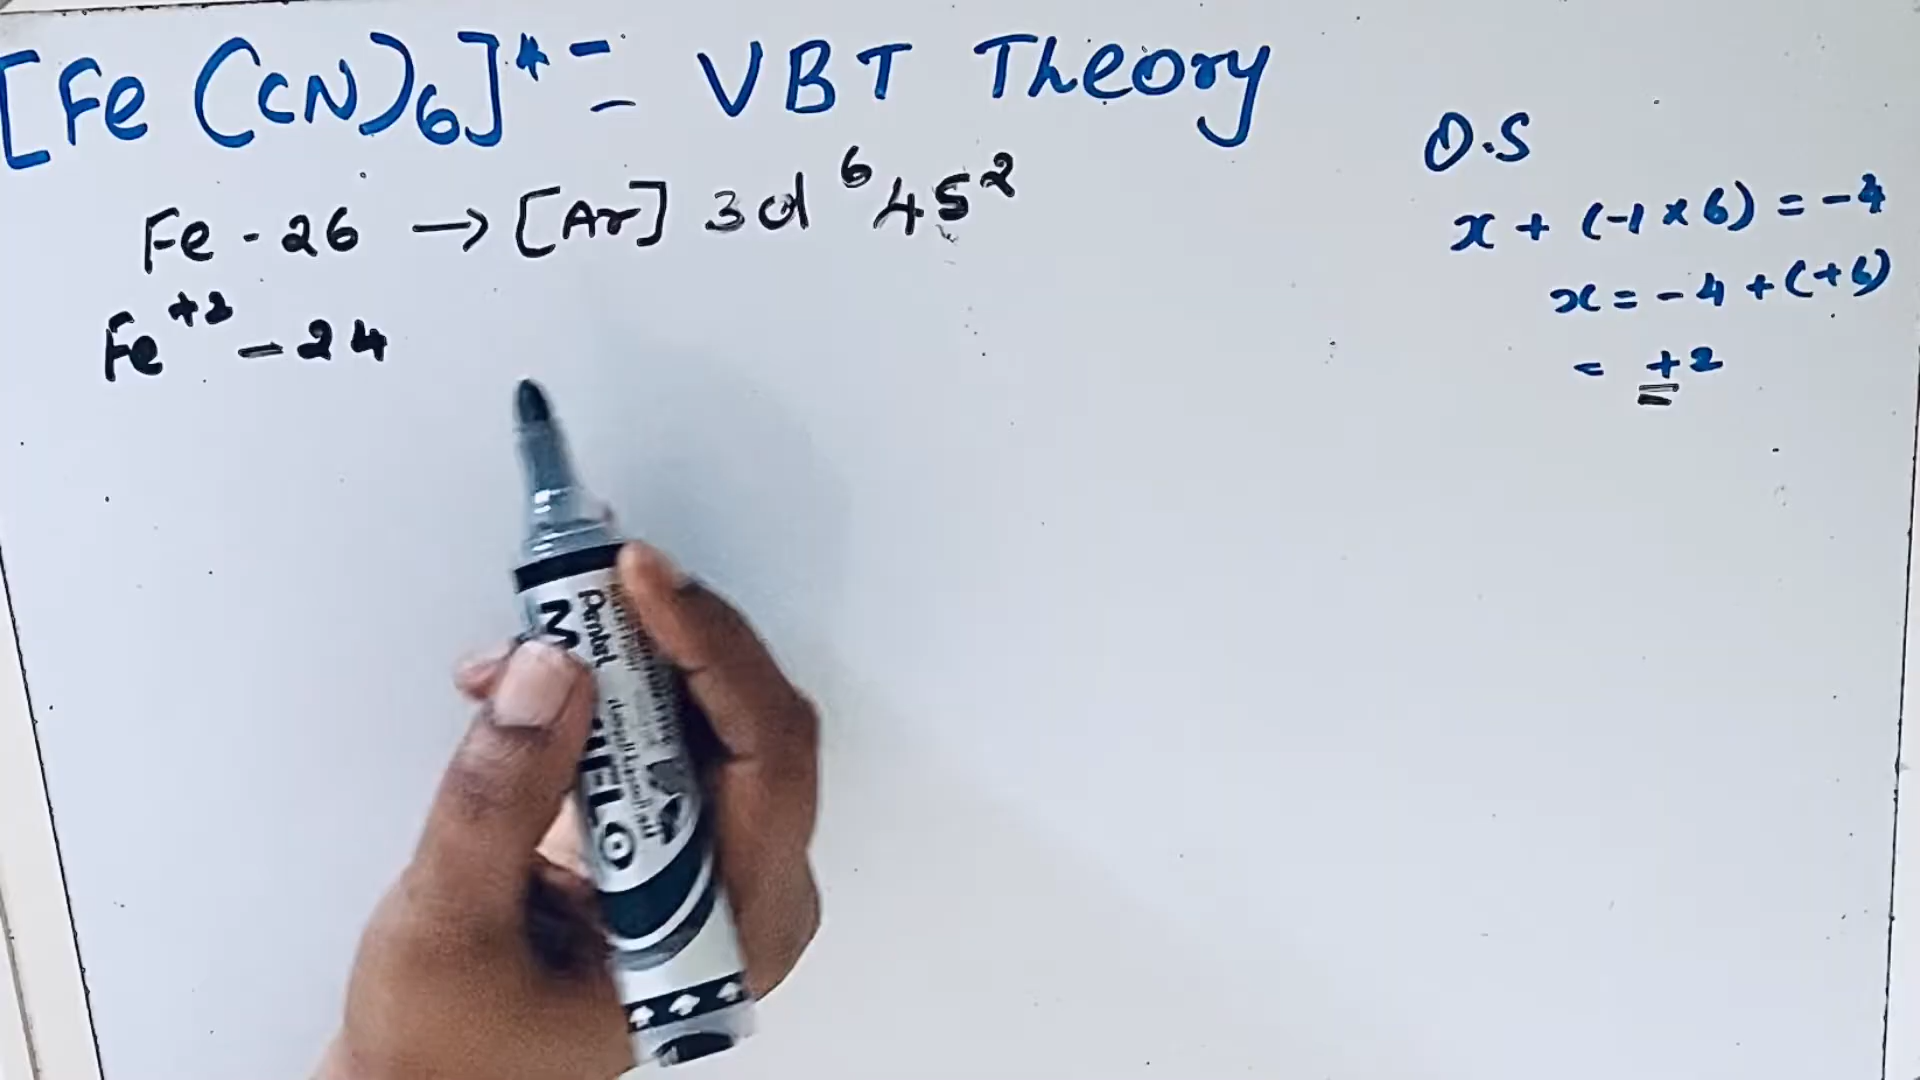 [Fe (CN)6]4- - VBT Theory
Fe - 26 → [Ar] 3d6 4s2
Fe+2 - 24
O.S
x + (-1 x 6) = -4
x = -4 + (+6)
= +2
Pentel